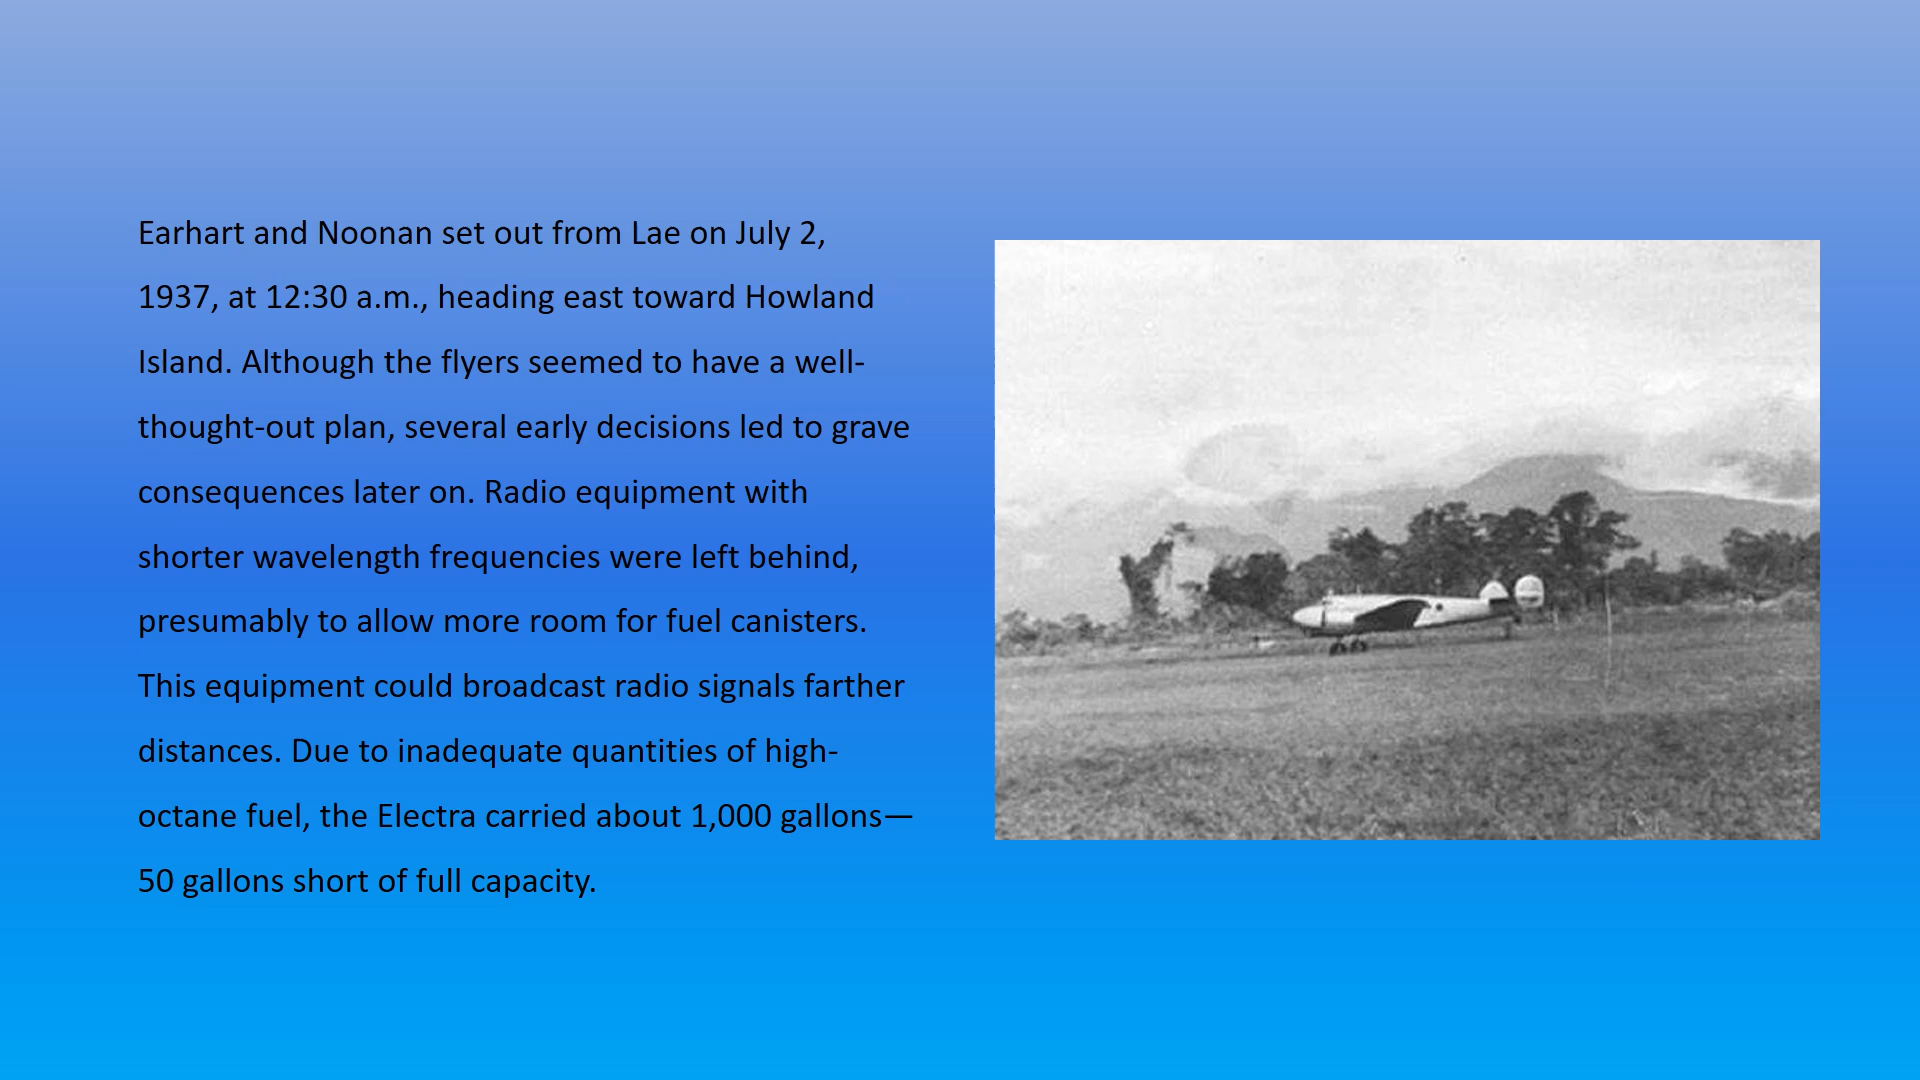 Earhart and Noonan set out from Lae on July 2,
1937, at 12:30 a.m., heading east toward Howland
Island. Although the flyers seemed to have a well-
thought-out plan, several early decisions led to grave
consequences later on. Radio equipment with
shorter wavelength frequencies were left behind,
presumably to allow more room for fuel canisters.
This equipment could broadcast radio signals farther
distances. Due to inadequate quantities of high-
octane fuel, the Electra carried about 1,000 gallons—
50 gallons short of full capacity.